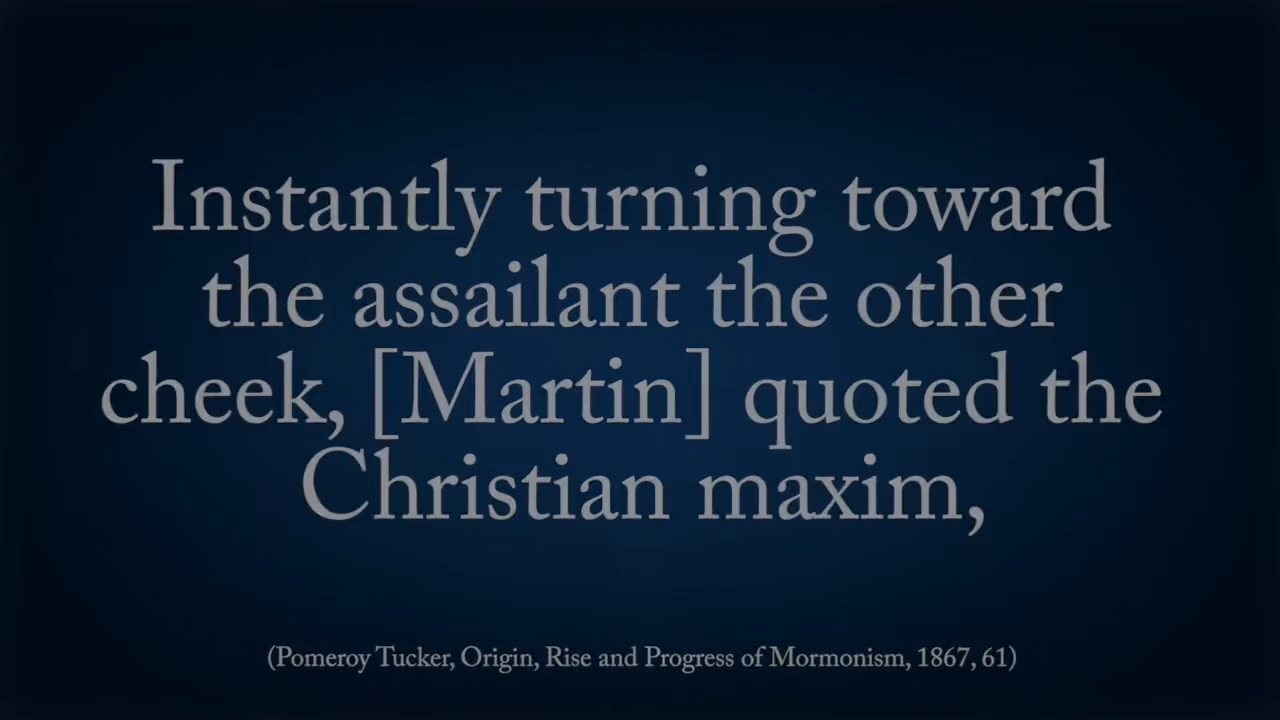 Instantly turning toward
the assailant the other
cheek, [Martin] quoted the
Christian maxim,
(Pomeroy Tucker, Origin, Rise and Progress of Mormonism, 1867, 61)